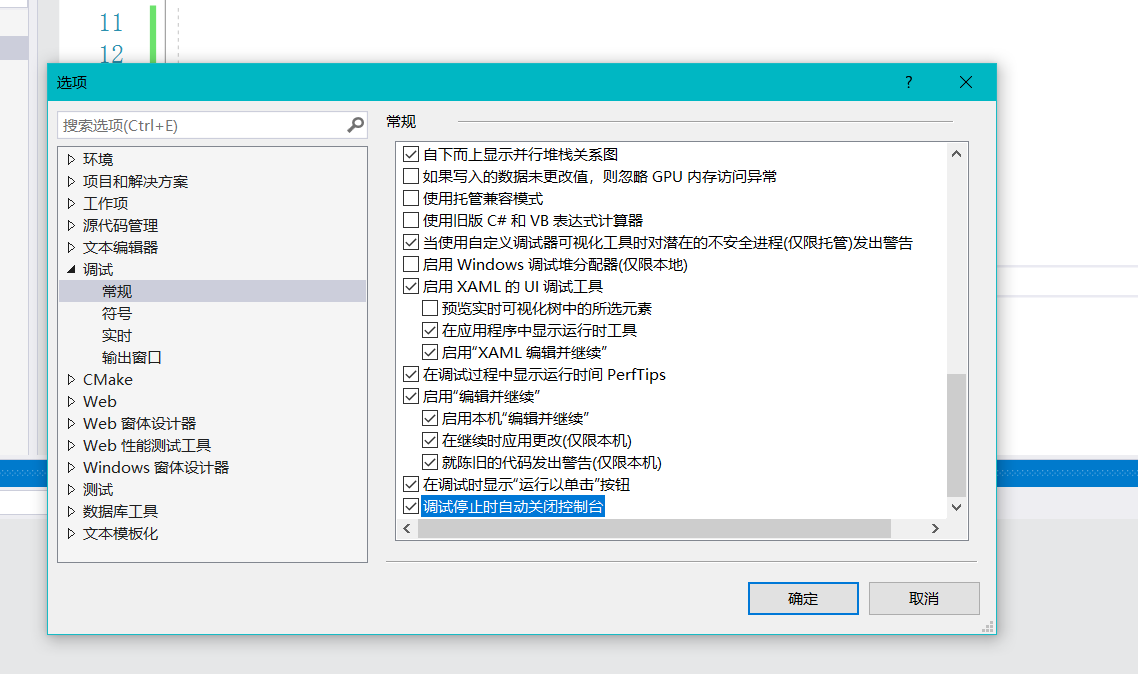 11
12
选项
?
搜索选项(Ctrl+E)
环境
项目和解决方案
工作项
源代码管理
文本编辑器
调试
常规
符号
实时
输出窗口
CMake
Web
Web 窗体设计器
Web 性能测试工具
Windows 窗体设计器
测试
数据库工具
文本模板化
常规
自下而上显示并行堆栈关系图
如果写入的数据未更改值，则忽略 GPU 内存访问异常
使用托管兼容模式
使用旧版 C# 和 VB 表达式计算器
当使用自定义调试器可视化工具时对潜在的不安全进程(仅限托管)发出警告
启用 Windows 调试堆分配器(仅限本地)
启用 XAML 的 UI 调试工具
预览实时可视化树中的所选元素
在应用程序中显示运行时工具
启用“XAML 编辑并继续”
在调试过程中显示运行时间 PerfTips
启用“编辑并继续”
启用本机“编辑并继续”
在继续时应用更改(仅限本机)
就陈旧的代码发出警告(仅限本机)
在调试时显示“运行以单击”按钮
调试停止时自动关闭控制台
确定
取消